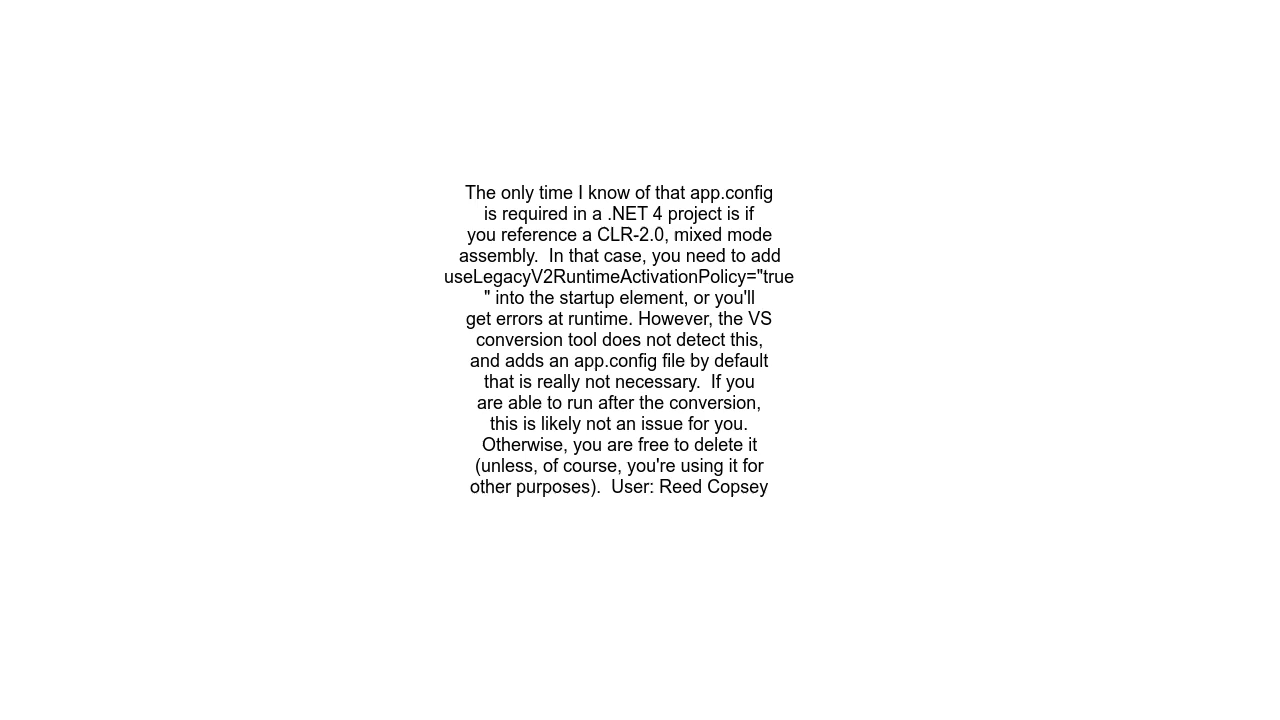 The only time I know of that app.config
is required in a .NET 4 project is if
you reference a CLR-2.0, mixed mode
assembly.  In that case, you need to add
useLegacyV2RuntimeActivationPolicy="true
" into the startup element, or you'll
get errors at runtime. However, the VS
conversion tool does not detect this,
and adds an app.config file by default
that is really not necessary.  If you
are able to run after the conversion,
this is likely not an issue for you.
Otherwise, you are free to delete it
(unless, of course, you're using it for
other purposes).  User: Reed Copsey